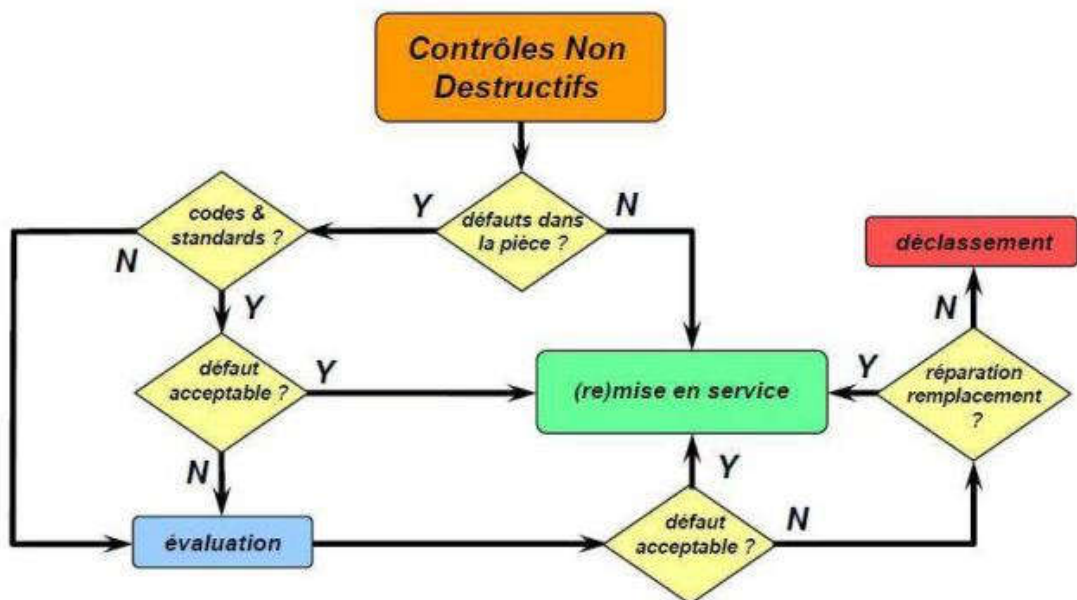 Contrôles Non
Destructifs
codes &
standards ?
Y
défauts dans
la pièce ?
N
déclassement
N
Y
N
défaut
acceptable ?
Y
(re)mise en service
Y
réparation
remplacement
?
N
Y
évaluation
défaut
acceptable ?
N